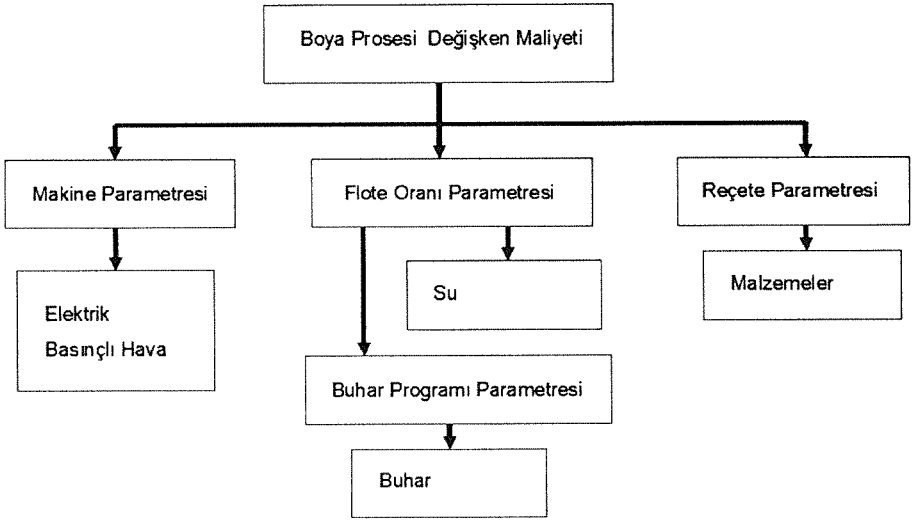 Boya Prosesi Değişken Maliyeti
Makine Parametresi
Flote Oranı Parametresi
Reçete Parametresi
Elektrik
Basınçlı Hava
Su
Malzemeler
Buhar Programı Parametresi
Buhar